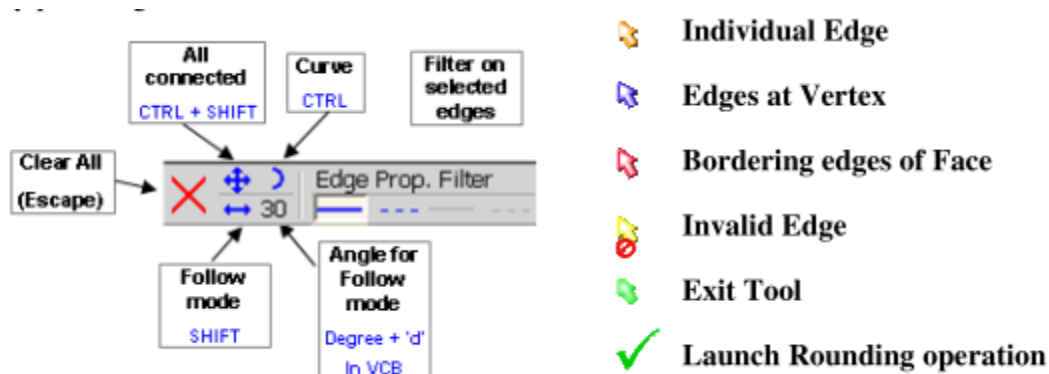 All
connected
CTRL + SHIFT
Curve
CTRL
Filter on
selected
edges
Clear All
(Escape)
Edge Prop. Filter
30
Follow
mode
SHIFT
Angle for
Follow
mode
Degree + 'd'
In VCB
Individual Edge
Edges at Vertex
Bordering edges of Face
Invalid Edge
Exit Tool
Launch Rounding operation